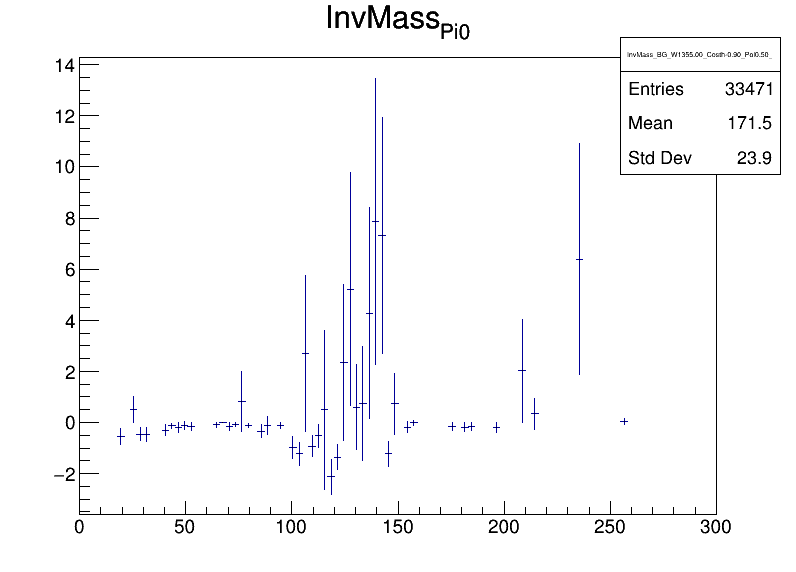 InvMass_Pi0
InvMass_BG_W1355.00_Costh-0.90_Pol0.50_
Entries 33471
Mean 171.5
Std Dev 23.9
14
12
10
8
6
4
2
0
−2
0 50 100 150 200 250 300